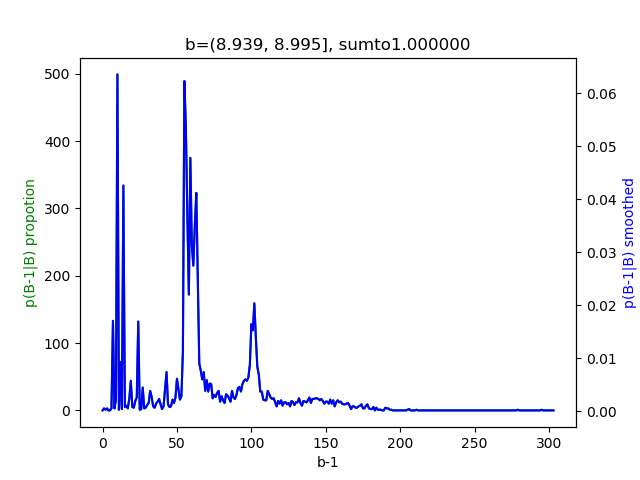 b=(8.939, 8.995], sumto1.000000
500
400
300
200
100
0
p(B-1|B) propotion
0.06
0.05
0.04
0.03
0.02
0.01
0.00
p(B-1|B) smoothed
0 50 100 150 200 250 300
b-1